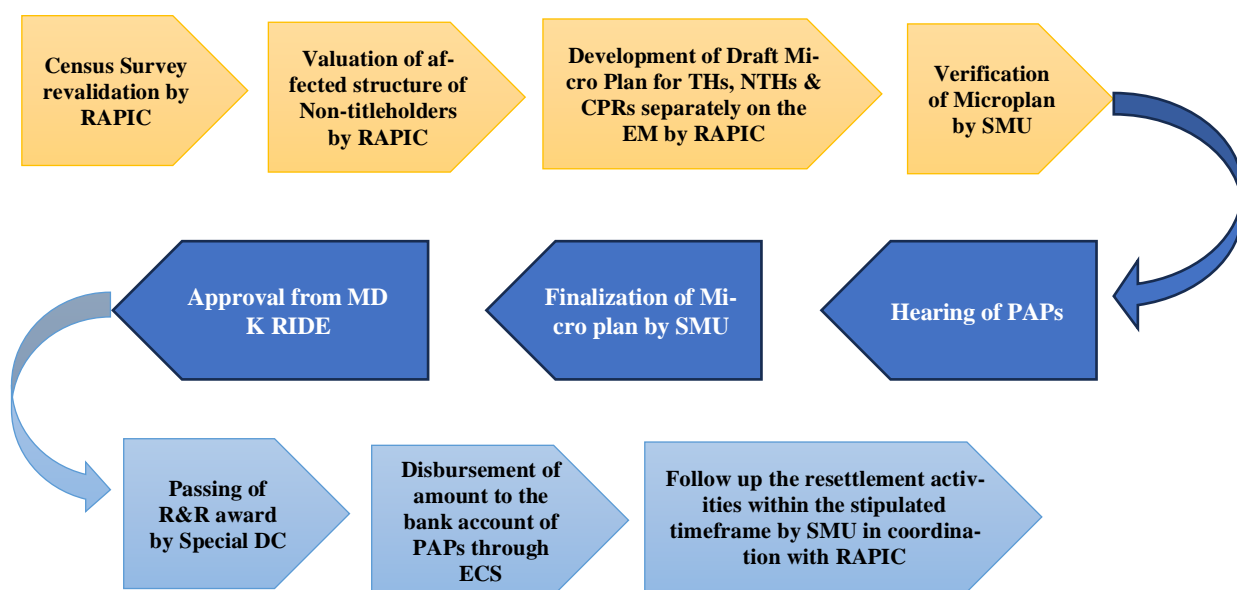 Census Survey
revalidation by
RAPIC
Valuation of af-
fected structure of
Non-titleholders
by RAPIC
Development of Draft Mi-
cro Plan for THs, NTHs &
CPRs separately on the
EM by RAPIC
Verification
of Microplan
by SMU
Hearing of PAPs
Finalization of Mi-
cro plan by SMU
Approval from MD
K RIDE
Passing of
R&R award
by Special DC
Disbursement of
amount to the
bank account of
PAPs through
ECS
Follow up the resettlement activ-
ities within the stipulated
timeframe by SMU in coordina-
tion with RAPIC